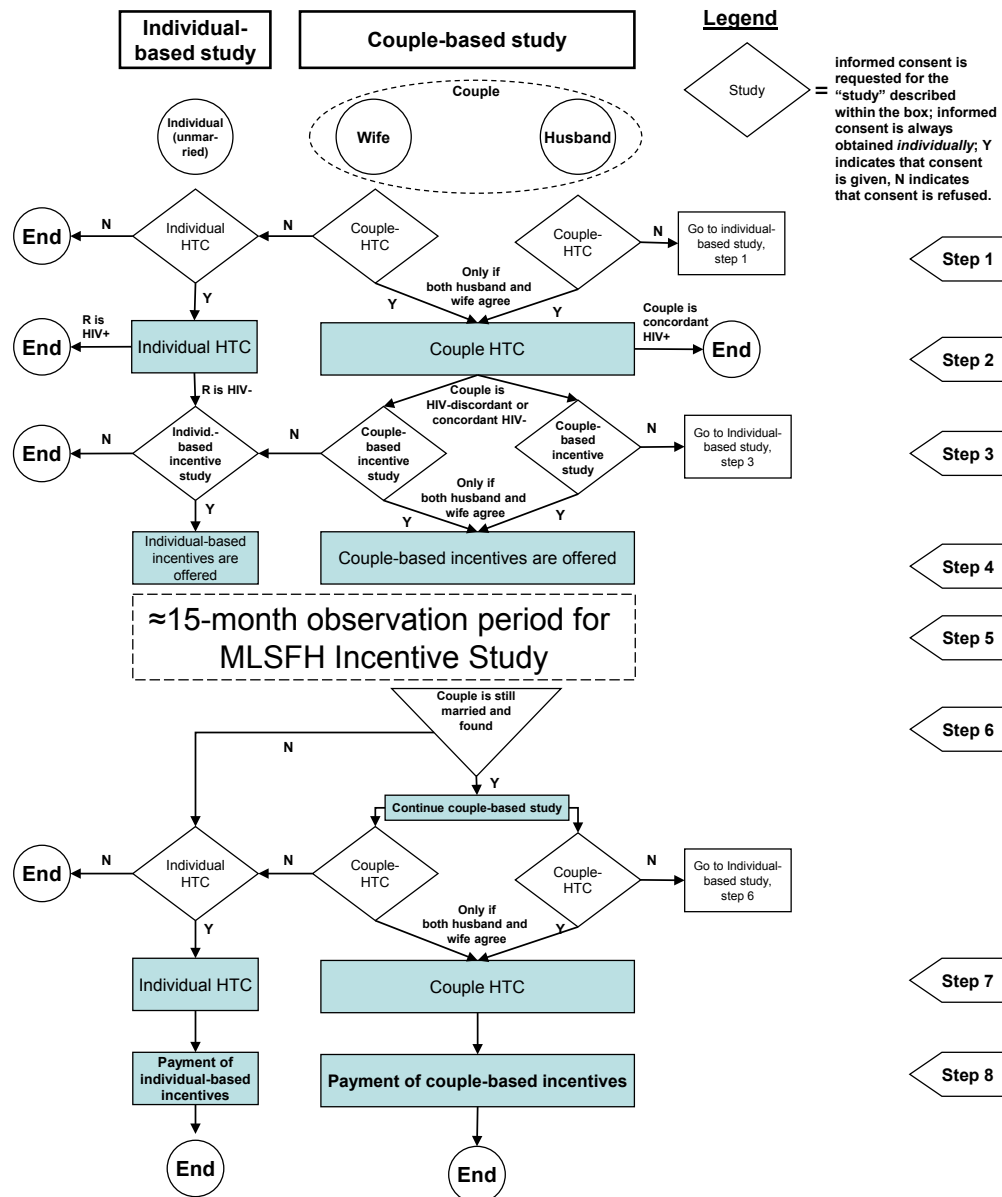 Individual-
based study
Couple-based study
Legend
Study
=
informed consent is
requested for the
“study” described
within the box; informed
consent is always
obtained individually; Y
indicates that consent
is given, N indicates
that consent is refused.
Couple
Individual
(unmar-
ried)
Wife
Husband
End
N
Individual
HTC
N
Couple-
HTC
Couple-
HTC
N
Go to individual-
based study,
step 1
Step 1
Only if
both husband and
wife agree
Y
Y
Y
End
R is
HIV+
Individual HTC
Couple HTC
Couple is
concordant
HIV+
End
Step 2
R is HIV-
Couple is
HIV-discordant or
concordant HIV-
End
N
Individ.-
based
incentive
study
N
Couple-
based
incentive
study
Couple-
based
incentive
study
N
Go to Individual-
based study,
step 3
Step 3
Only if
both husband and
wife agree
Y
Y
Y
Individual-based
incentives are
offered
Couple-based incentives are offered
Step 4
≈15-month observation period for
MLSFH Incentive Study
Step 5
Couple is still
married and
found
Step 6
N
Y
Continue couple-based study
End
N
Individual
HTC
N
Couple-
HTC
Couple-
HTC
N
Go to Individual-
based study,
step 6
Only if
both husband and
wife agree
Y
Y
Y
Individual HTC
Couple HTC
Step 7
Payment of
individual-based
incentives
Payment of couple-based incentives
Step 8
End
End